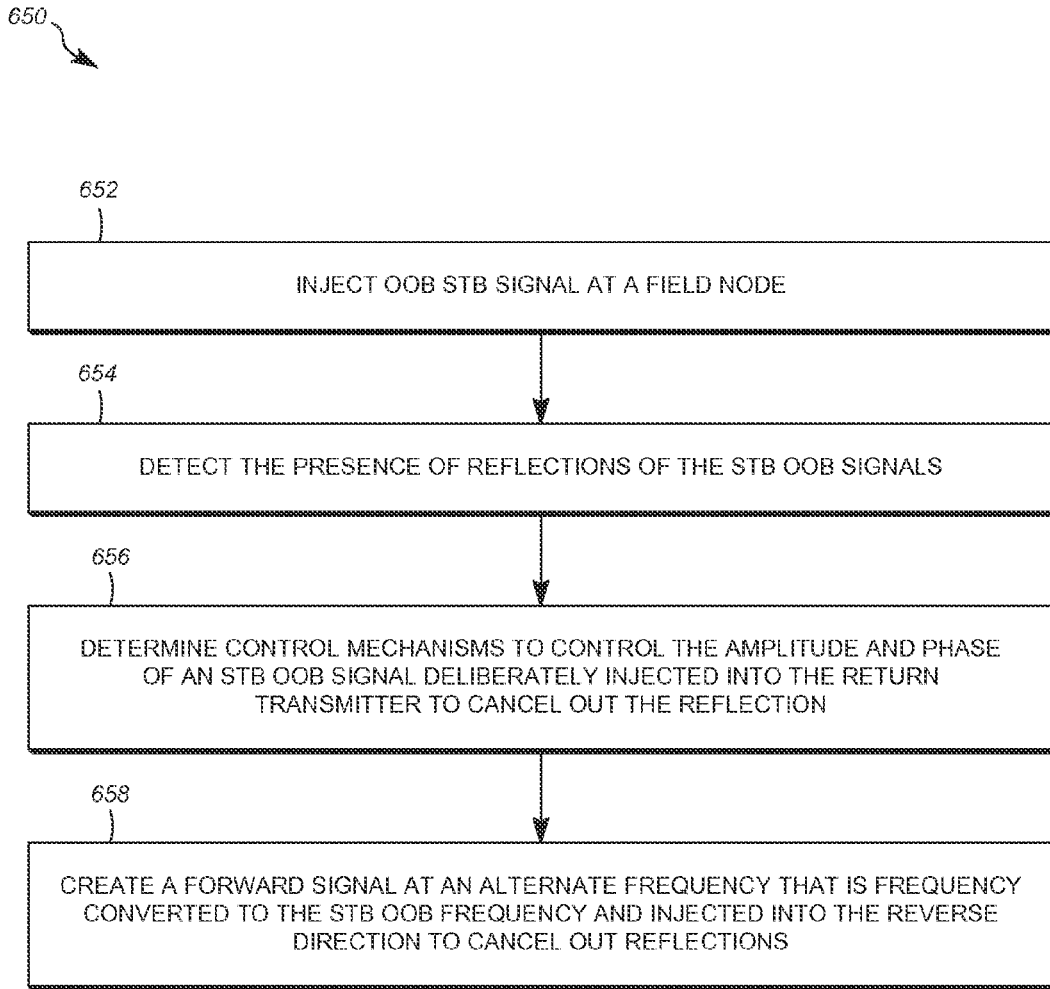 650
652
INJECT OOB STB SIGNAL AT A FIELD NODE
654
DETECT THE PRESENCE OF REFLECTIONS OF THE STB OOB SIGNALS
656
DETERMINE CONTROL MECHANISMS TO CONTROL THE AMPLITUDE AND PHASE
OF AN STB OOB SIGNAL DELIBERATELY INJECTED INTO THE RETURN
TRANSMITTER TO CANCEL OUT THE REFLECTION
658
CREATE A FORWARD SIGNAL AT AN ALTERNATE FREQUENCY THAT IS FREQUENCY
CONVERTED TO THE STB OOB FREQUENCY AND INJECTED INTO THE REVERSE
DIRECTION TO CANCEL OUT REFLECTIONS